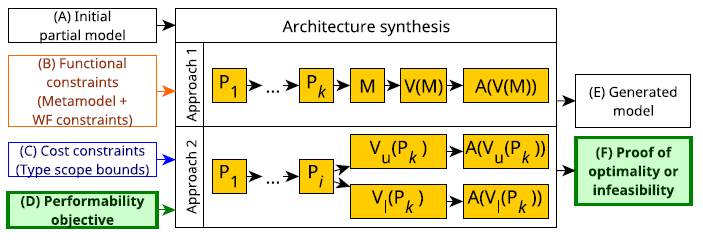 (A) Initial
partial model
(B) Functional
constraints
(Metamodel +
WF constraints)
(C) Cost constraints
(Type scope bounds)
(D) Performability
objective
Architecture synthesis
Approach 1
P1 ... Pk M V(M) A(V(M))
Approach 2
P1 ... Pi
Vu(Pk) A(Vu(Pk))
Vl(Pk) A(Vl(Pk))
(E) Generated
model
(F) Proof of
optimality or
infeasibility